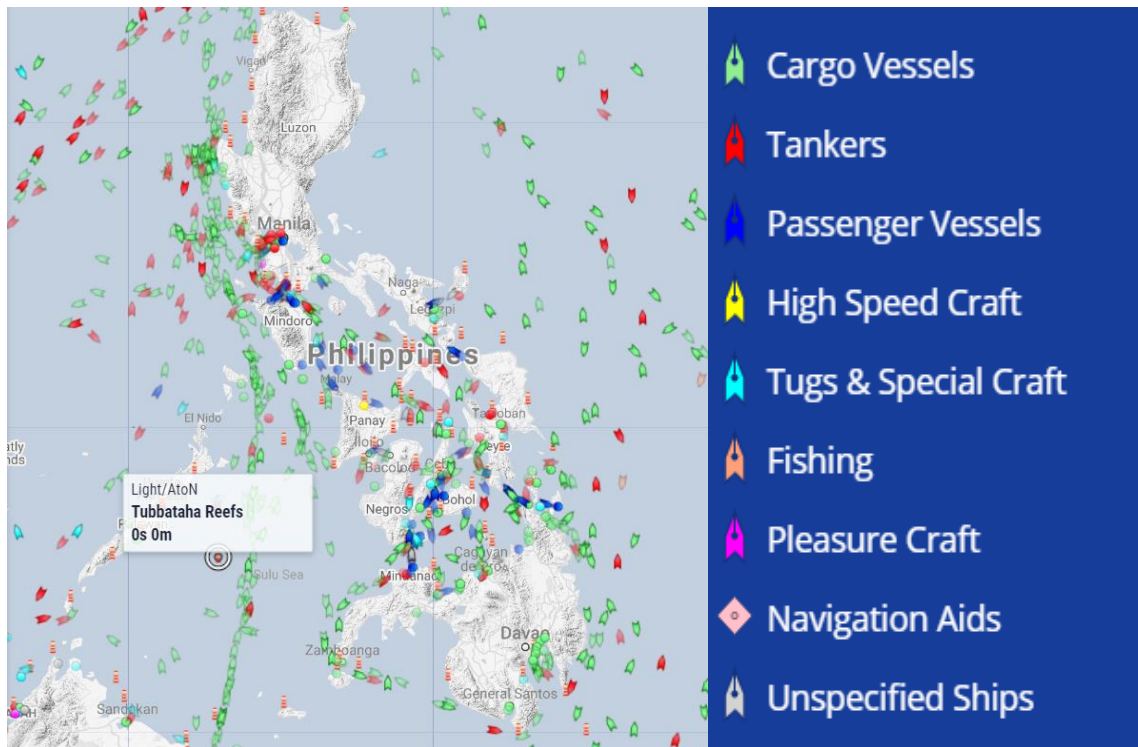 Vigan
Luzon
Manila
Naga
Legazpi
Mindoro
Philippines
Malay
El Nido
Panay
Tacloban
Iloilo
Leyte
Bacolod
Cebu
Light/AtoN
Tubbataha Reefs
0s 0m
Negros
Bohol
Sulu Sea
Cagayan
de Oro
Mindanao
Davao
Zamboanga
General Santos
Sandakan
Cargo Vessels
Tankers
Passenger Vessels
High Speed Craft
Tugs & Special Craft
Fishing
Pleasure Craft
Navigation Aids
Unspecified Ships